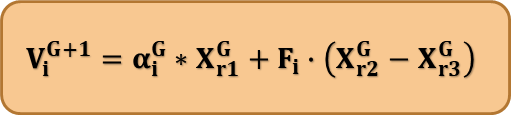 V_i^{G+1} = α_i^G * X_{r1}^G + F_i · (X_{r2}^G − X_{r3}^G)